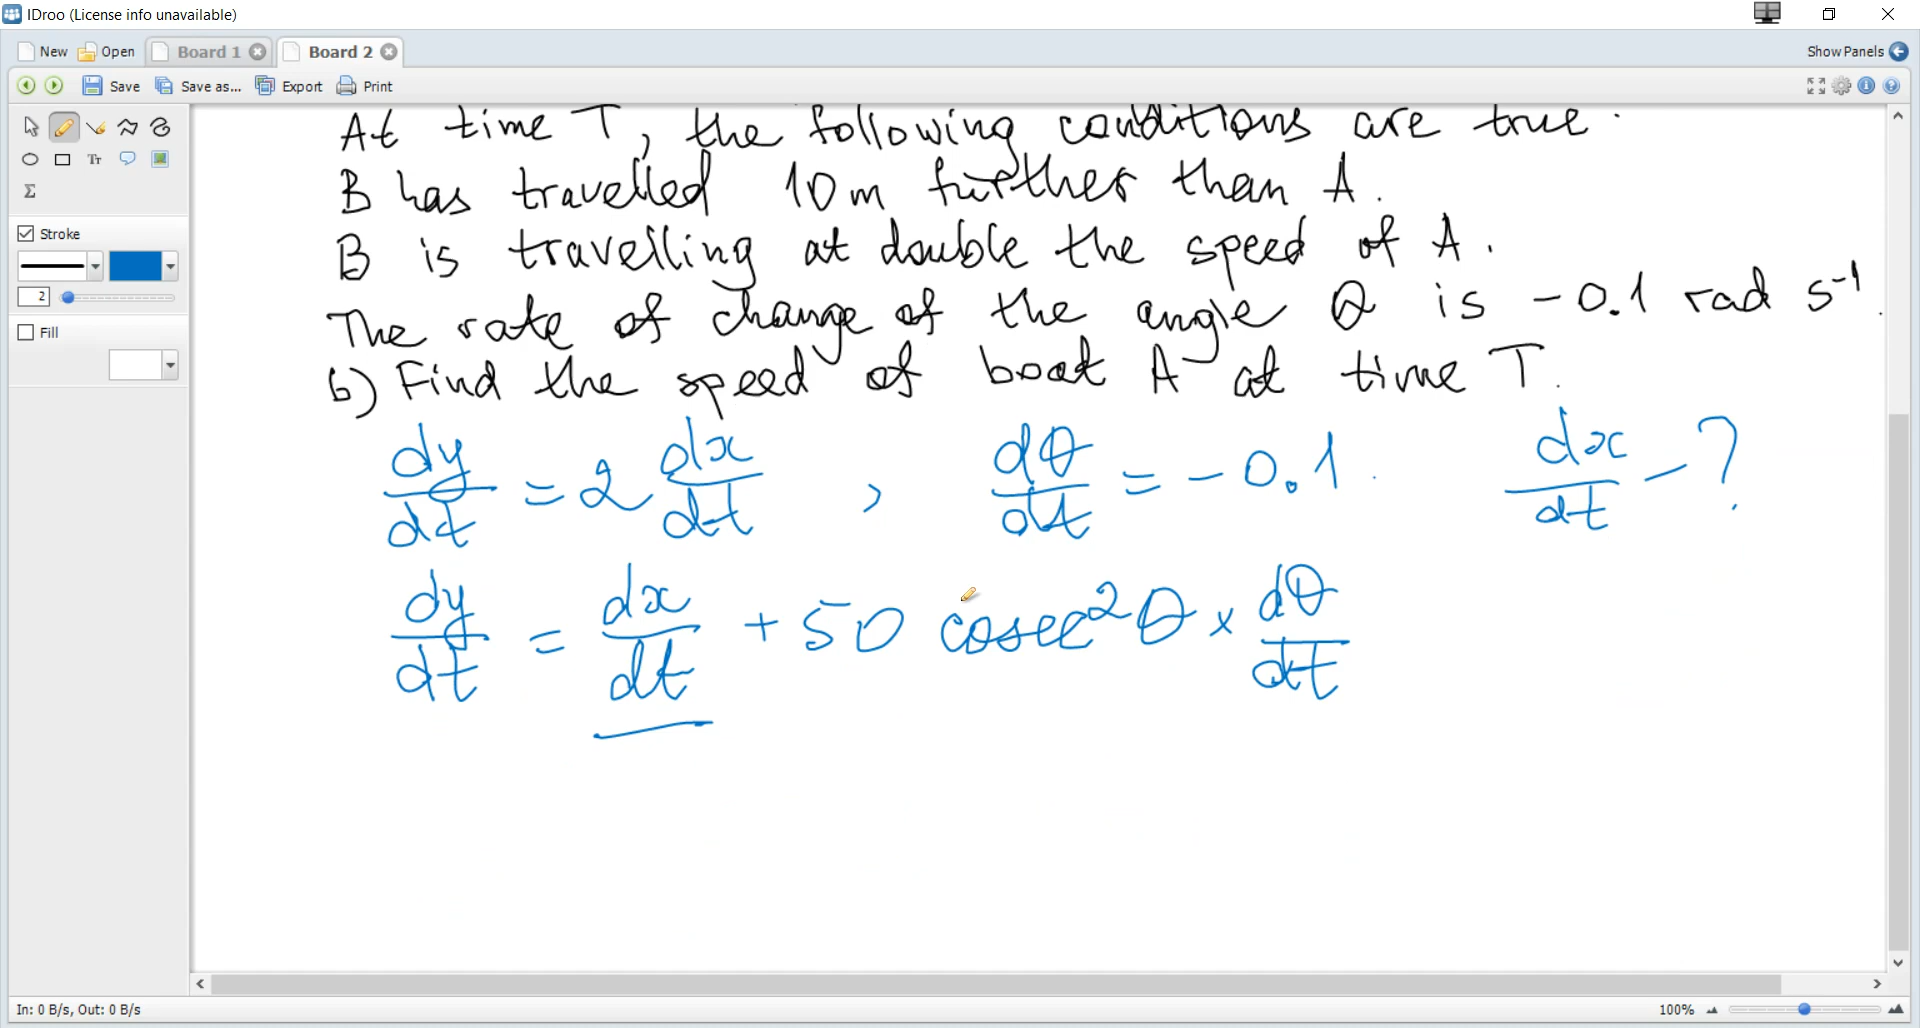 IDroo (License info unavailable)
New Open Board 1 Board 2 Show Panels
Save Save as... Export Print
Tr
Σ
Stroke
2
Fill
At time T, the following conditions are true.
B has travelled 10m further than A.
B is travelling at double the speed of A.
The rate of change of the angle θ is -0.1 rad s⁻¹.
b) Find the speed of boat A at time T.
dy/dt = 2 dx/dt , dθ/dt = -0.1. dx/dt - ?
dy/dt = dx/dt + 50 cosec²θ × dθ/dt
In: 0 B/s, Out: 0 B/s 100%